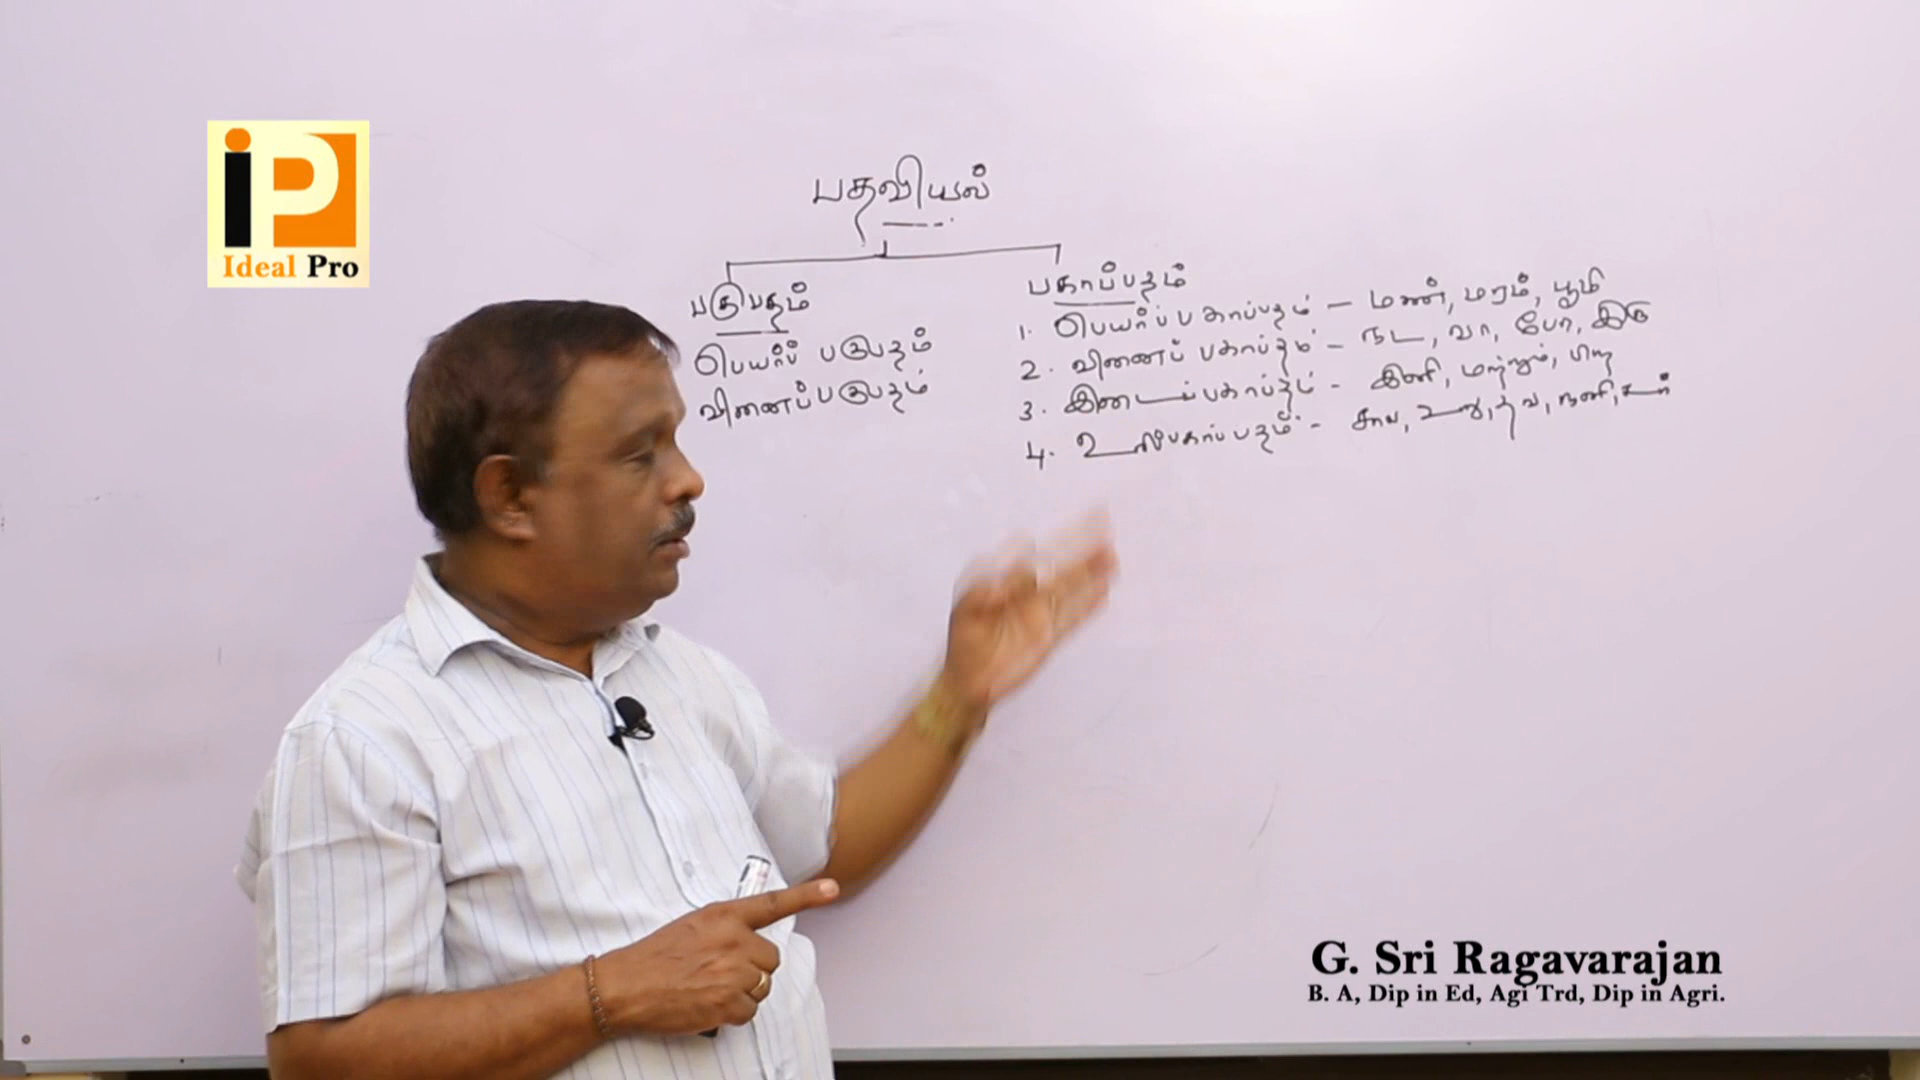 iP
Ideal Pro
பதவியல்
பகுபதம்
பெயர்ப் பகுபதம்
வினைப்பகுபதம்
பகாப்பதம்
1. பெயர்ப்பகாப்பதம் – மண், மரம், பூமி
2. வினைப் பகாப்பதம் – நட, வா, போ, இரு
3. இடைப்பகாப்பதம் - இனி, மற்றும், பிற
4. உரிப்பகாப்பதம் - சால, உறு, தவ, நனி, கூர்
G. Sri Ragavarajan
B. A, Dip in Ed, Agi Trd, Dip in Agri.